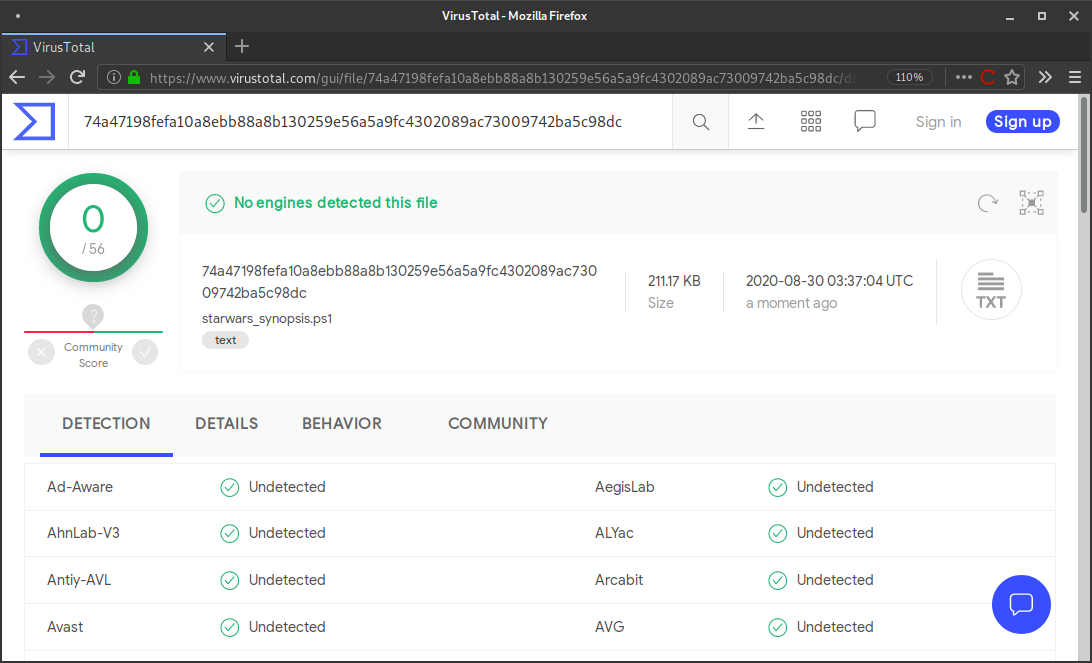 VirusTotal - Mozilla Firefox
VirusTotal
https://www.virustotal.com/gui/file/74a47198fefa10a8ebb88a8b130259e56a5a9fc4302089ac73009742ba5c98dc/d
110%
74a47198fefa10a8ebb88a8b130259e56a5a9fc4302089ac73009742ba5c98dc
Sign in
Sign up
0
/ 56
?
Community
Score
No engines detected this file
74a47198fefa10a8ebb88a8b130259e56a5a9fc4302089ac730
09742ba5c98dc
starwars_synopsis.ps1
text
211.17 KB
Size
2020-08-30 03:37:04 UTC
a moment ago
TXT
DETECTION DETAILS BEHAVIOR COMMUNITY
Ad-Aware Undetected AegisLab Undetected
AhnLab-V3 Undetected ALYac Undetected
Antiy-AVL Undetected Arcabit Undetected
Avast Undetected AVG Undetected